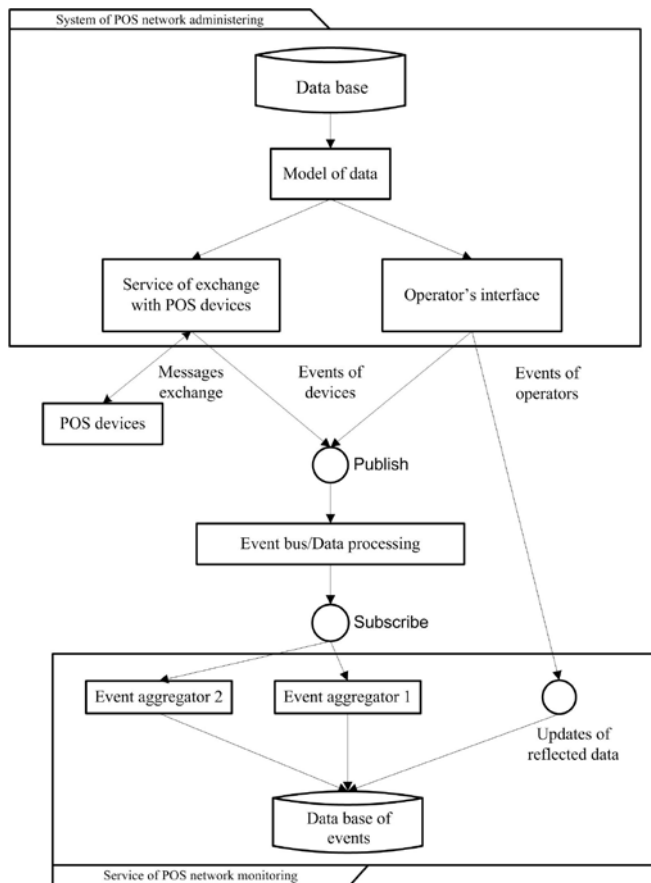 System of POS network administering
Data base
Model of data
Service of exchange
with POS devices
Operator's interface
Messages
exchange
Events of
devices
Events of
operators
POS devices
Publish
Event bus/Data processing
Subscribe
Event aggregator 2
Event aggregator 1
Updates of
reflected data
Data base of
events
Service of POS network monitoring